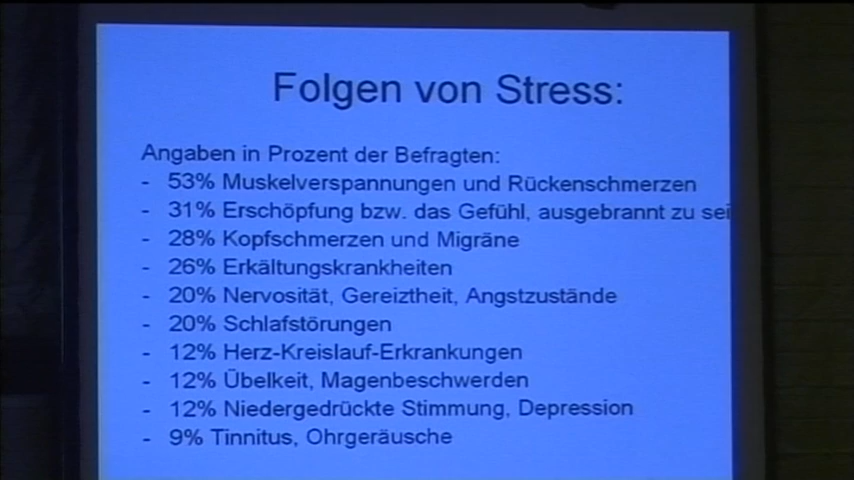 Folgen von Stress:
Angaben in Prozent der Befragten:
- 53% Muskelverspannungen und Rückenschmerzen
- 31% Erschöpfung bzw. das Gefühl, ausgebrannt zu sei
- 28% Kopfschmerzen und Migräne
- 26% Erkältungskrankheiten
- 20% Nervosität, Gereiztheit, Angstzustände
- 20% Schlafstörungen
- 12% Herz-Kreislauf-Erkrankungen
- 12% Übelkeit, Magenbeschwerden
- 12% Niedergedrückte Stimmung, Depression
- 9% Tinnitus, Ohrgeräusche